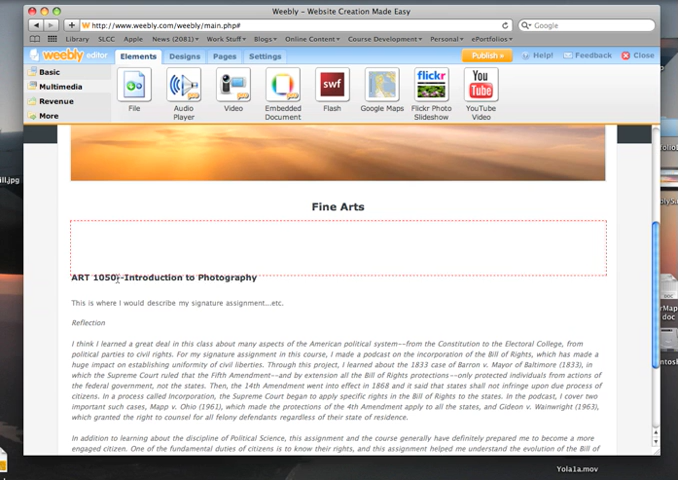 Weebly - Website Creation Made Easy
http://www.weebly.com/weebly/main.php#
Google
SLCC Apple News (2081) Work Stuff Blogs Online Content Course Development Personal ePortfolios
weebly editor Elements Designs Pages Settings Publish Help! Feedback Close
Basic
Multimedia
Revenue
More
File
Audio Player
Video
Embedded Document
swf
Flash
Google Maps
flickr
Flickr Photo Slideshow
You Tube
YouTube Video
ill.jpg
Fine Arts
ART 1050--Introduction to Photography
This is where I would describe my signature assignment...etc.
Reflection
I think I learned a great deal in this class about many aspects of the American political system--from the Constitution to the Electoral College, from
political parties to civil rights. For my signature assignment in this course, I made a podcast on the incorporation of the Bill of Rights, which has made a
huge impact on establishing uniformity of civil liberties. Through this project, I learned about the 1833 case of Barron v. Mayor of Baltimore (1833), in
which the Supreme Court ruled that the Fifth Amendment--and by extension all the Bill of Rights protections--only protected individuals from actions of
the federal government, not the states. Then, the 14th Amendment went into effect in 1868 and it said that states shall not infringe upon due process of
citizens. In a process called Incorporation, the Supreme Court began to apply specific rights in the Bill of Rights to the states. In the podcast, I cover two
important such cases, Mapp v. Ohio (1961), which made the protections of the 4th Amendment apply to all the states, and Gideon v. Wainwright (1963),
which granted the right to counsel for all felony defendants regardless of their state of residence.
In addition to learning about the discipline of Political Science, this assignment and the course generally have definitely prepared me to become a more
engaged citizen. One of the fundamental duties of citizens is to know their rights, and this assignment helped me understand the evolution of the Bill of
Yola1a.mov